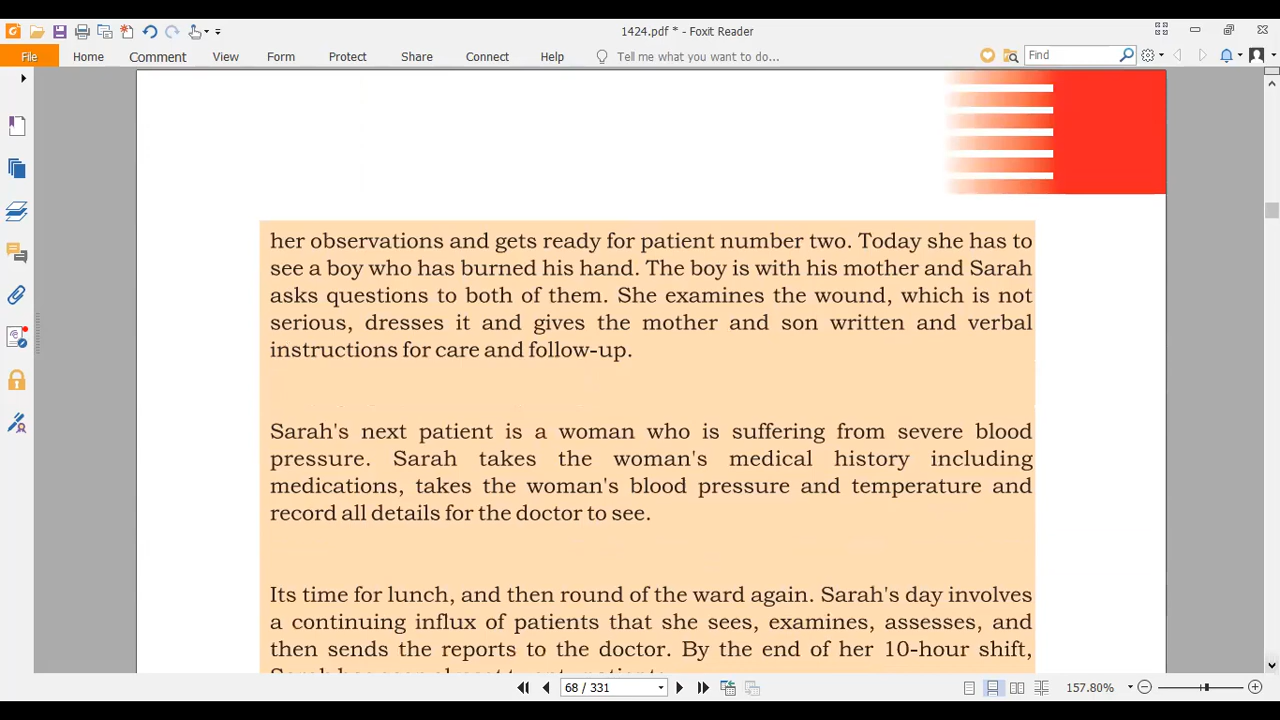 1424.pdf * - Foxit Reader
File Home Comment View Form Protect Share Connect Help Tell me what you want to do... Find
her observations and gets ready for patient number two. Today she has to
see a boy who has burned his hand. The boy is with his mother and Sarah
asks questions to both of them. She examines the wound, which is not
serious, dresses it and gives the mother and son written and verbal
instructions for care and follow-up.
Sarah's next patient is a woman who is suffering from severe blood
pressure. Sarah takes the woman's medical history including
medications, takes the woman's blood pressure and temperature and
record all details for the doctor to see.
Its time for lunch, and then round of the ward again. Sarah's day involves
a continuing influx of patients that she sees, examines, assesses, and
then sends the reports to the doctor. By the end of her 10-hour shift,
68 / 331
157.80%